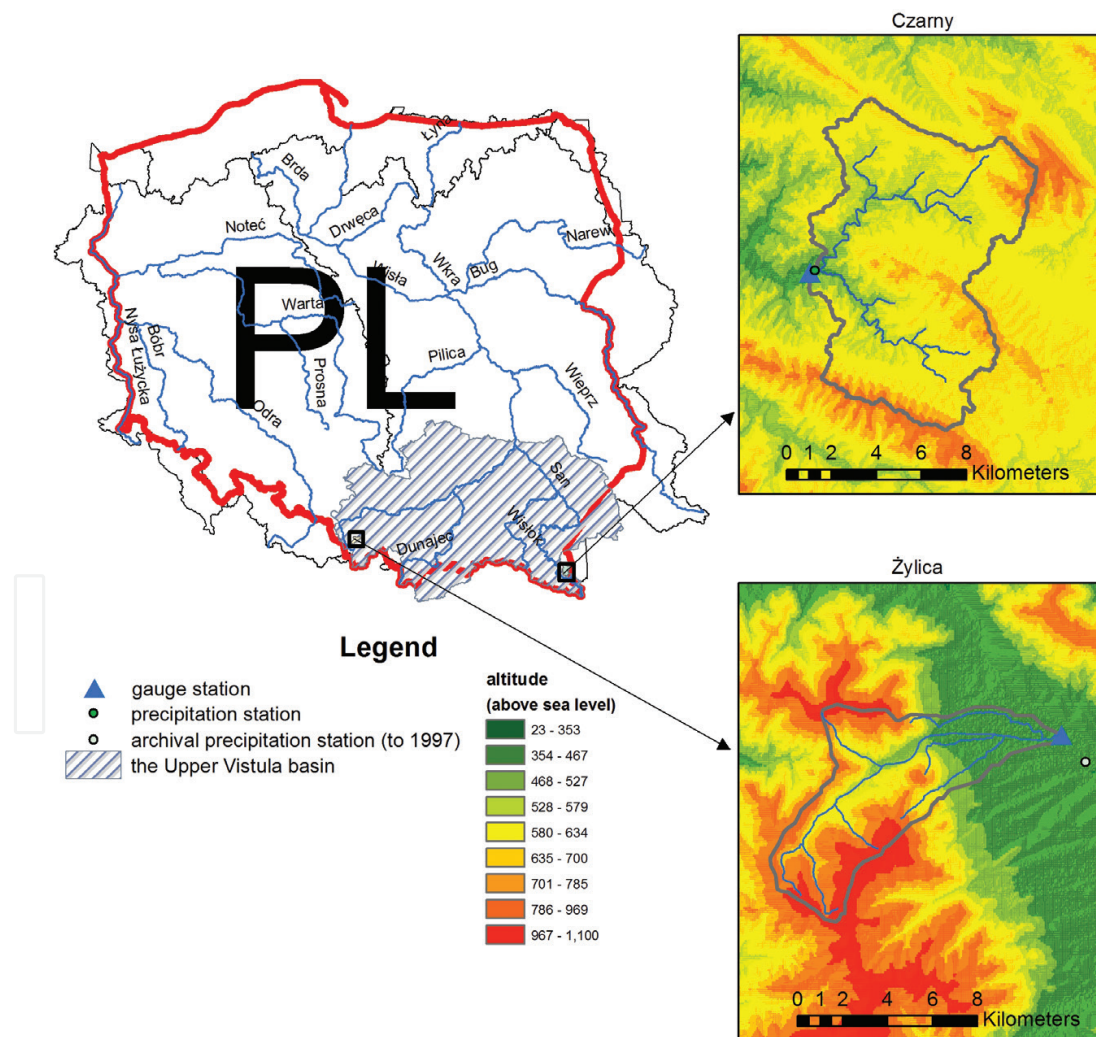 Czarny
Łyna
Brda
Drwęca
Noteć
Narew
Wisła
Wkra
Bug
PL
Warta
Nysa Łużycka
Bóbr
Prosna
Pilica
Wieprz
Odra
San
Wisłok
Dunajec
0 1 2 4 6 8
Kilometers
Żylica
Legend
gauge station
precipitation station
archival precipitation station (to 1997)
the Upper Vistula basin
altitude
(above sea level)
23 - 353
354 - 467
468 - 527
528 - 579
580 - 634
635 - 700
701 - 785
786 - 969
967 - 1,100
0 1 2 4 6 8
Kilometers